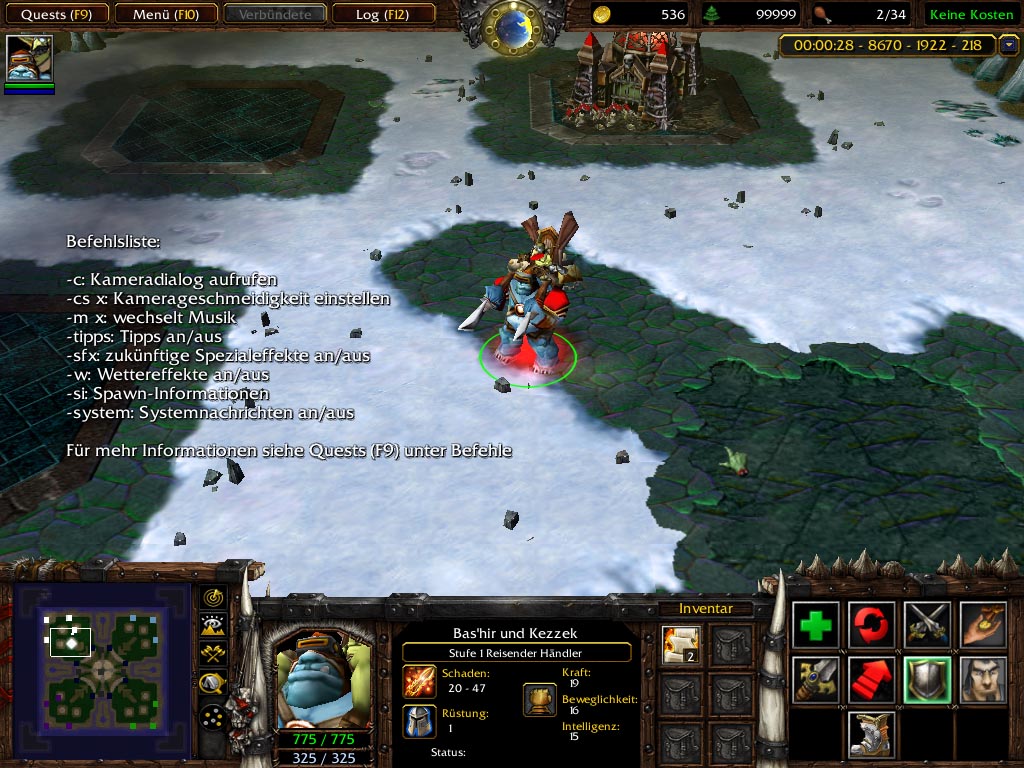 Quests (F9) Menü (F10) Verbündete Log (F12) 536 99999 2/34 Keine Kosten
00:00:28 - 8670 - 1922 - 218
Befehlsliste:
-c: Kameradialog aufrufen
-cs x: Kamerageschmeidigkeit einstellen
-m x: wechselt Musik
-tipps: Tipps an/aus
-sfx: zukünftige Spezialeffekte an/aus
-w: Wettereffekte an/aus
-si: Spawn-Informationen
-system: Systemnachrichten an/aus
Für mehr Informationen siehe Quests (F9) unter Befehle
Bas'hir und Kezzek
Stufe 1 Reisender Händler
Schaden:
20 - 47
Rüstung:
1
Kraft:
19
Beweglichkeit:
16
Intelligenz:
15
Status:
775 / 775
325 / 325
Inventar
2